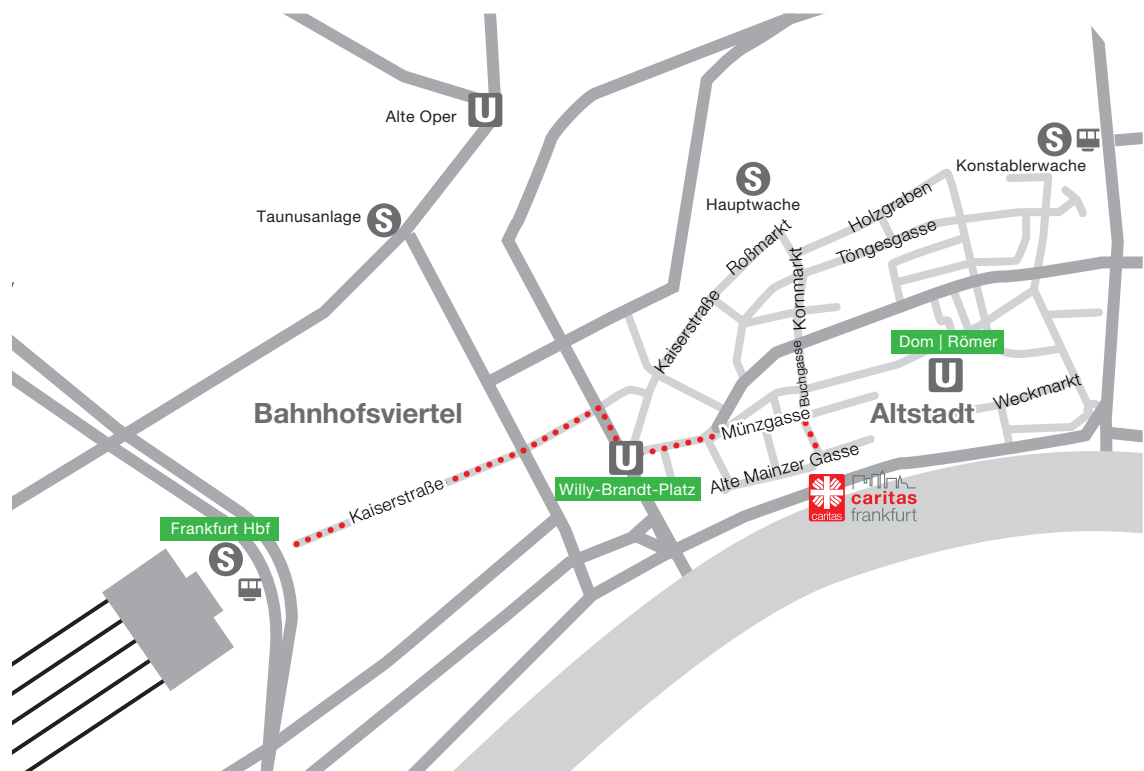 Alte Oper
U
S
Konstablerwache
S
Hauptwache
Taunusanlage
S
Holzgraben
Töngesgasse
Roßmarkt
Kornmarkt
Kaiserstraße
Dom | Römer
U
Buchgasse
Weckmarkt
Bahnhofsviertel
Altstadt
Münzgasse
U
Willy-Brandt-Platz
Alte Mainzer Gasse
Kaiserstraße
caritas
caritas
frankfurt
Frankfurt Hbf
S